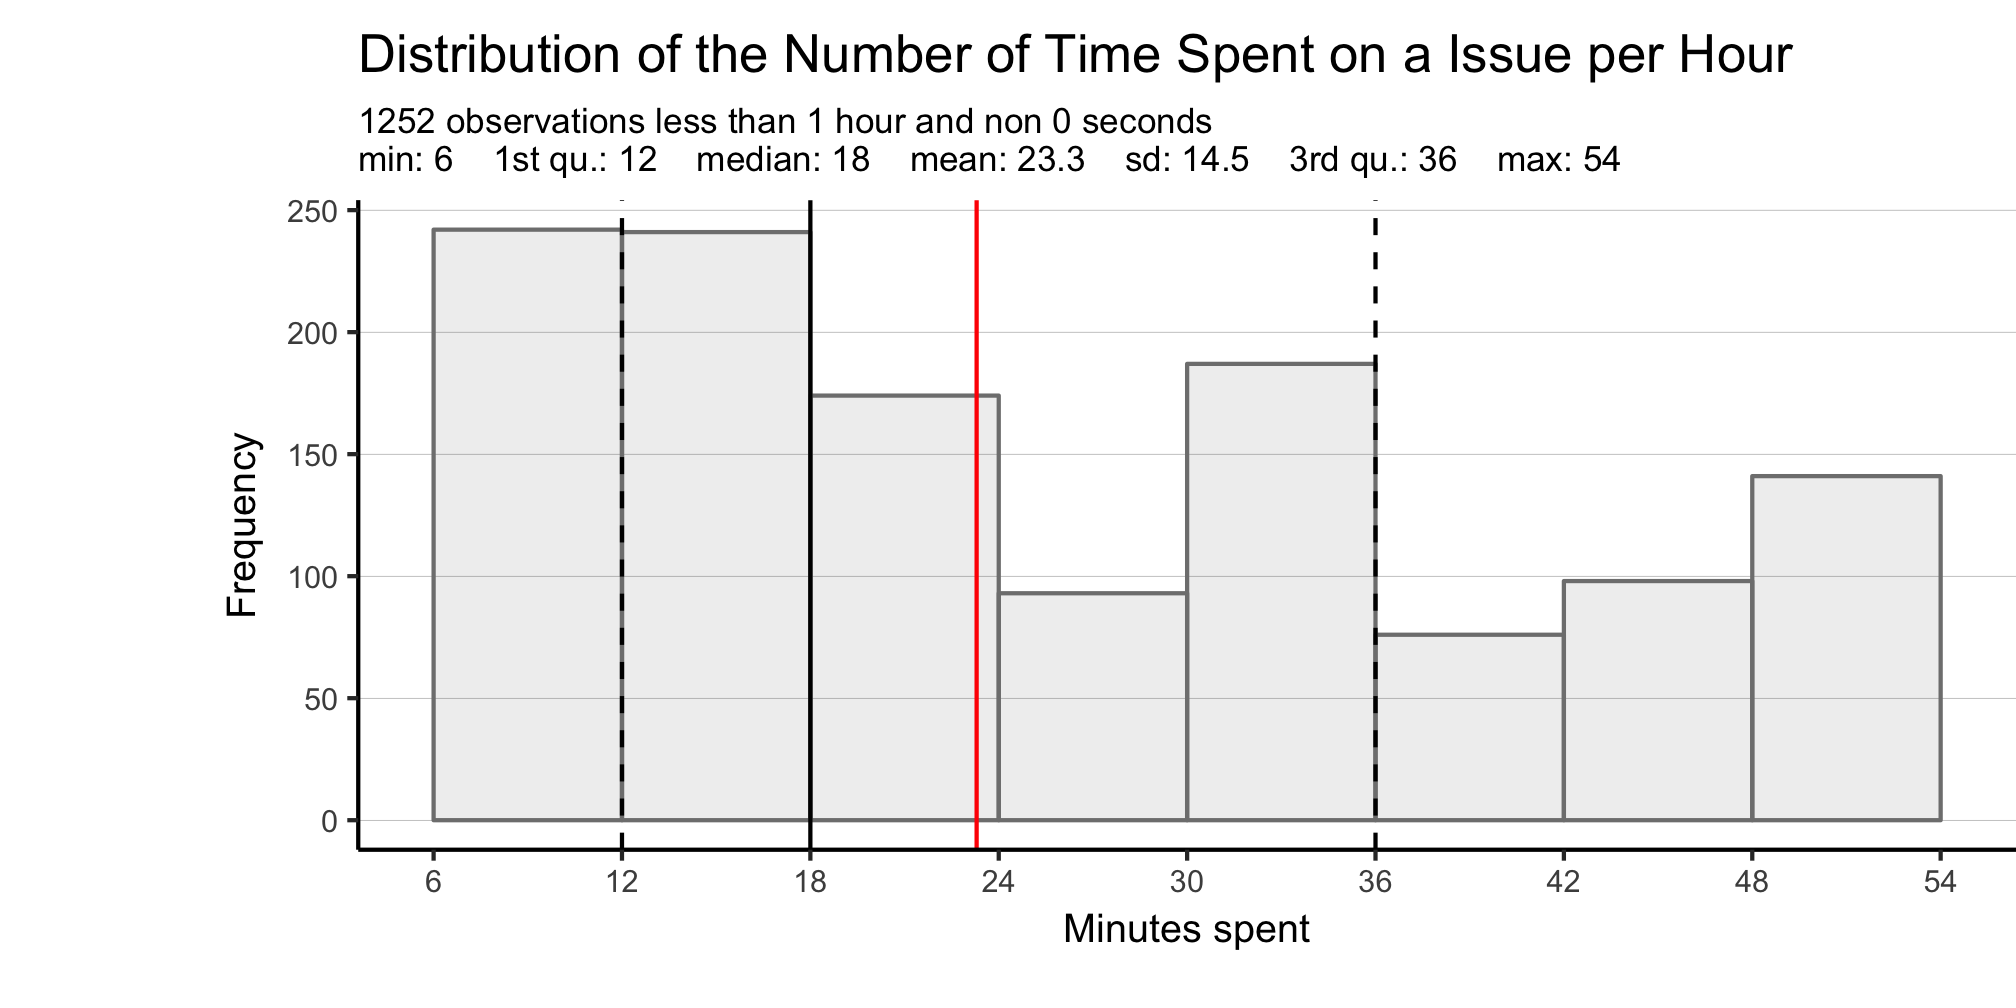 Distribution of the Number of Time Spent on a Issue per Hour
1252 observations less than 1 hour and non 0 seconds
min: 6 1st qu.: 12 median: 18 mean: 23.3 sd: 14.5 3rd qu.: 36 max: 54
250
200
150
100
50
0
Frequency
6 12 18 24 30 36 42 48 54
Minutes spent